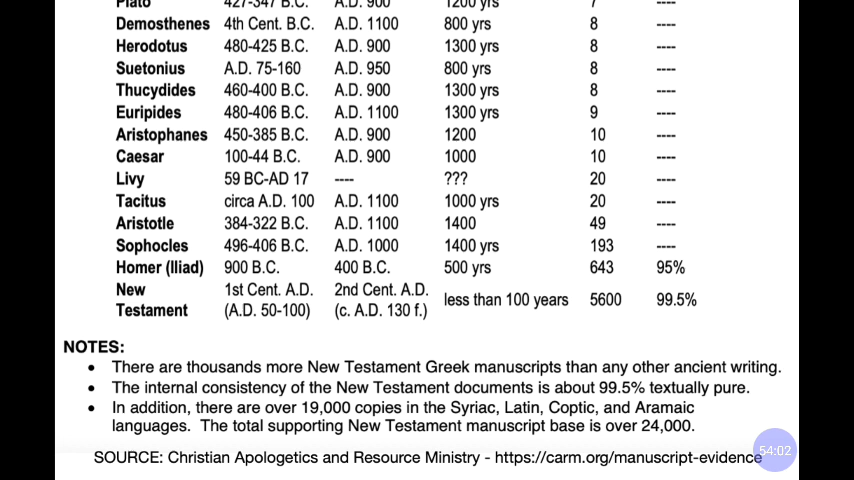 Plato 427-347 B.C. A.D. 900 1200 yrs 7 ----
Demosthenes 4th Cent. B.C. A.D. 1100 800 yrs 8 ----
Herodotus 480-425 B.C. A.D. 900 1300 yrs 8 ----
Suetonius A.D. 75-160 A.D. 950 800 yrs 8 ----
Thucydides 460-400 B.C. A.D. 900 1300 yrs 8 ----
Euripides 480-406 B.C. A.D. 1100 1300 yrs 9 ----
Aristophanes 450-385 B.C. A.D. 900 1200 10 ----
Caesar 100-44 B.C. A.D. 900 1000 10 ----
Livy 59 BC-AD 17 ---- ??? 20 ----
Tacitus circa A.D. 100 A.D. 1100 1000 yrs 20 ----
Aristotle 384-322 B.C. A.D. 1100 1400 49 ----
Sophocles 496-406 B.C. A.D. 1000 1400 yrs 193 ----
Homer (Iliad) 900 B.C. 400 B.C. 500 yrs 643 95%
New 1st Cent. A.D. 2nd Cent. A.D.
less than 100 years 5600 99.5%
Testament (A.D. 50-100) (c. A.D. 130 f.)
NOTES:
• There are thousands more New Testament Greek manuscripts than any other ancient writing.
• The internal consistency of the New Testament documents is about 99.5% textually pure.
• In addition, there are over 19,000 copies in the Syriac, Latin, Coptic, and Aramaic
languages. The total supporting New Testament manuscript base is over 24,000.
SOURCE: Christian Apologetics and Resource Ministry - https://carm.org/manuscript-evidence
54:02